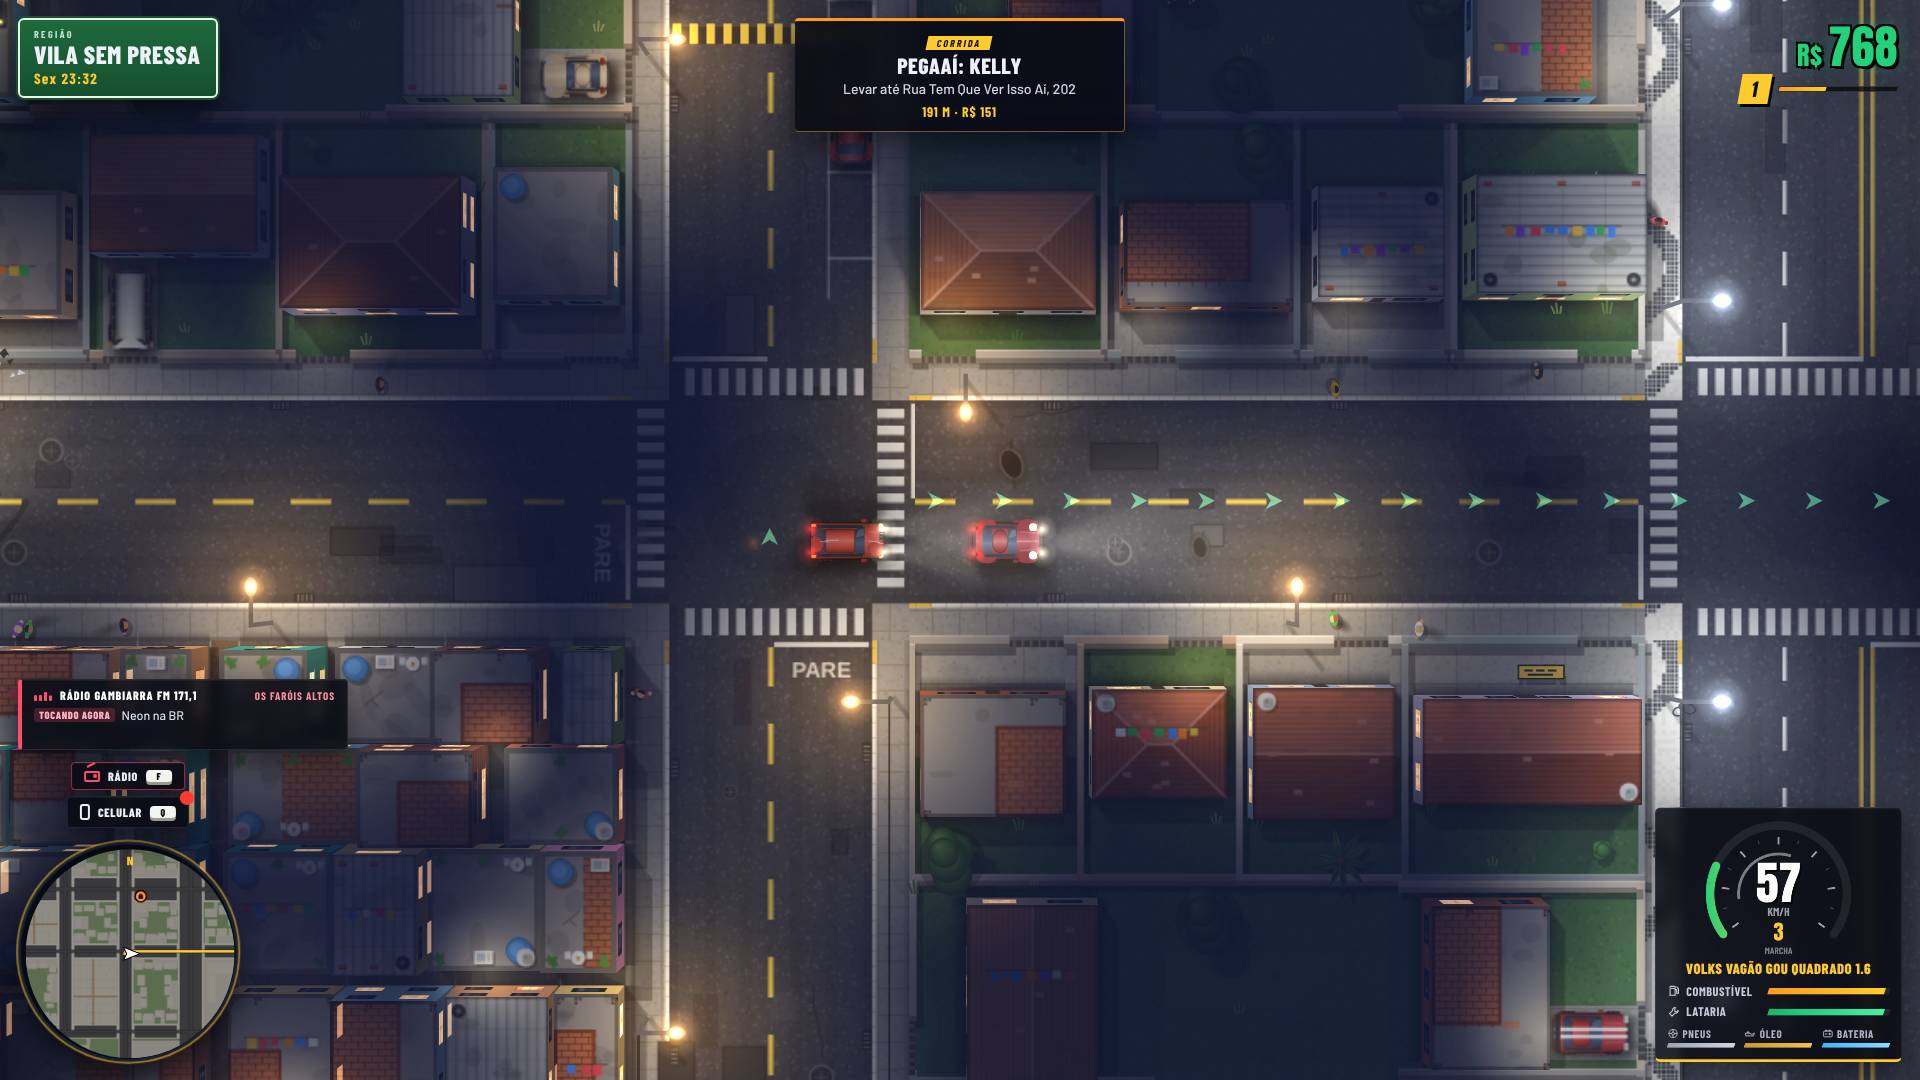 REGIÃO
VILA SEM PRESSA
Sex 23:32
CORRIDA
PEGAAÍ: KELLY
Levar até Rua Tem Que Ver Isso Aí, 202
191 M · R$ 151
R$ 768
1
PARE
PARE
RÁDIO GAMBIARRA FM 171,1
OS FARÓIS ALTOS
TOCANDO AGORA Neon na BR
RÁDIO F
CELULAR Q
N
57
KM/H
3
MARCHA
VOLKS VAGÃO GOU QUADRADO 1.6
COMBUSTÍVEL
LATARIA
PNEUS
ÓLEO
BATERIA